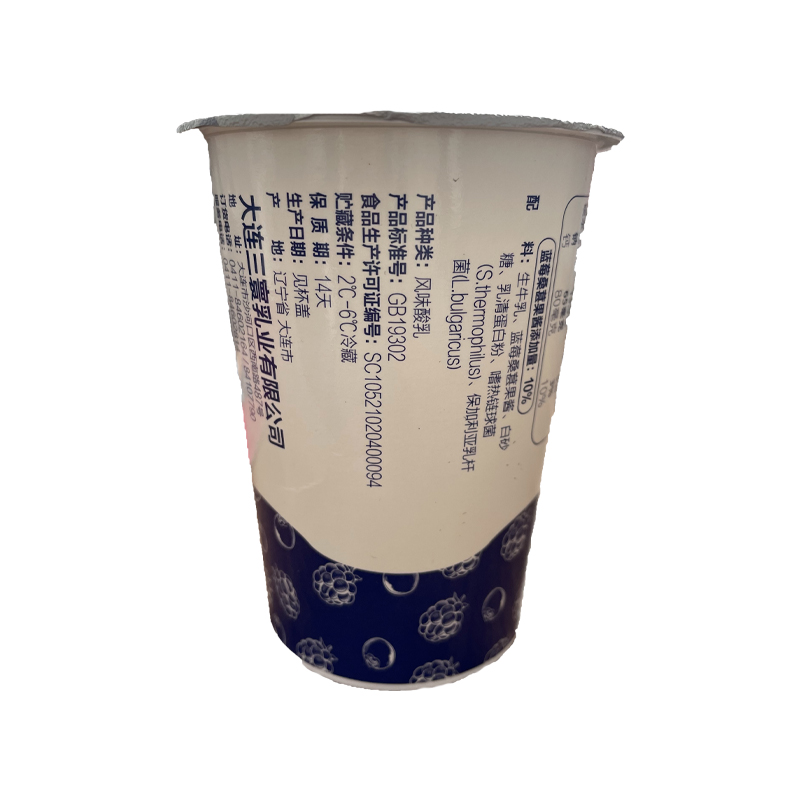 蓝莓桑葚果酱添加量：10%
配 料：生牛乳、蓝莓桑葚果酱、白砂
糖、乳清蛋白粉、嗜热链球菌
(S.thermophilus)、保加利亚乳杆
菌(L.bulgaricus)
产品种类：风味酸乳
产品标准号：GB19302
食品生产许可证编号：SC10521020400094
贮藏条件：2℃-6℃冷藏
保 质 期：14天
生产日期：见杯盖
产 地：辽宁省 大连市
大连三寰乳业有限公司